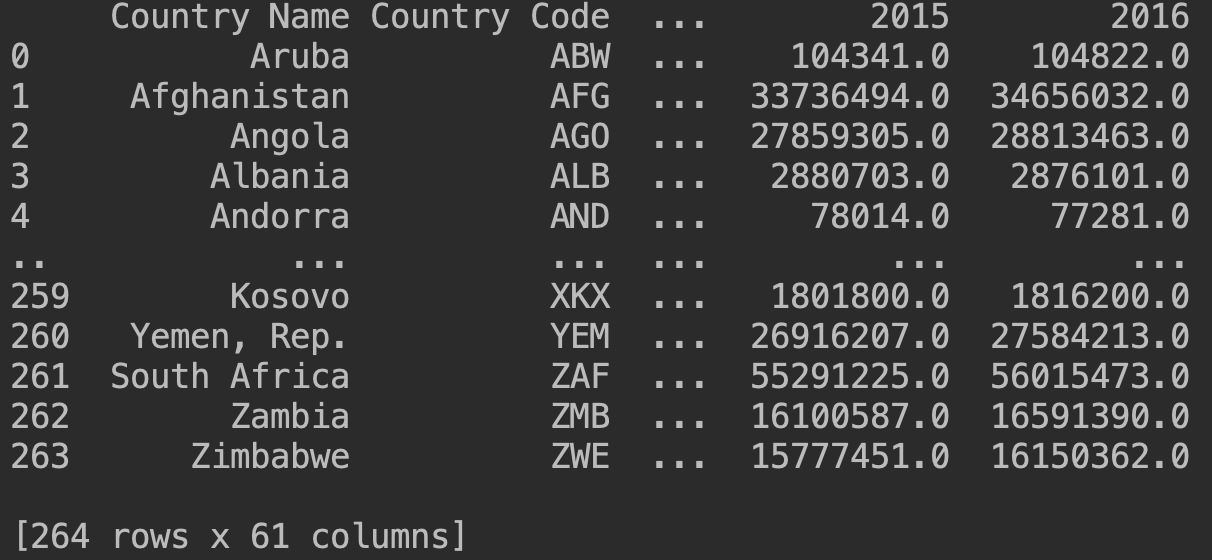 Country Name Country Code ... 2015 2016
0 Aruba ABW ... 104341.0 104822.0
1 Afghanistan AFG ... 33736494.0 34656032.0
2 Angola AGO ... 27859305.0 28813463.0
3 Albania ALB ... 2880703.0 2876101.0
4 Andorra AND ... 78014.0 77281.0
.. ... ... ... ... ...
259 Kosovo XKX ... 1801800.0 1816200.0
260 Yemen, Rep. YEM ... 26916207.0 27584213.0
261 South Africa ZAF ... 55291225.0 56015473.0
262 Zambia ZMB ... 16100587.0 16591390.0
263 Zimbabwe ZWE ... 15777451.0 16150362.0
[264 rows x 61 columns]